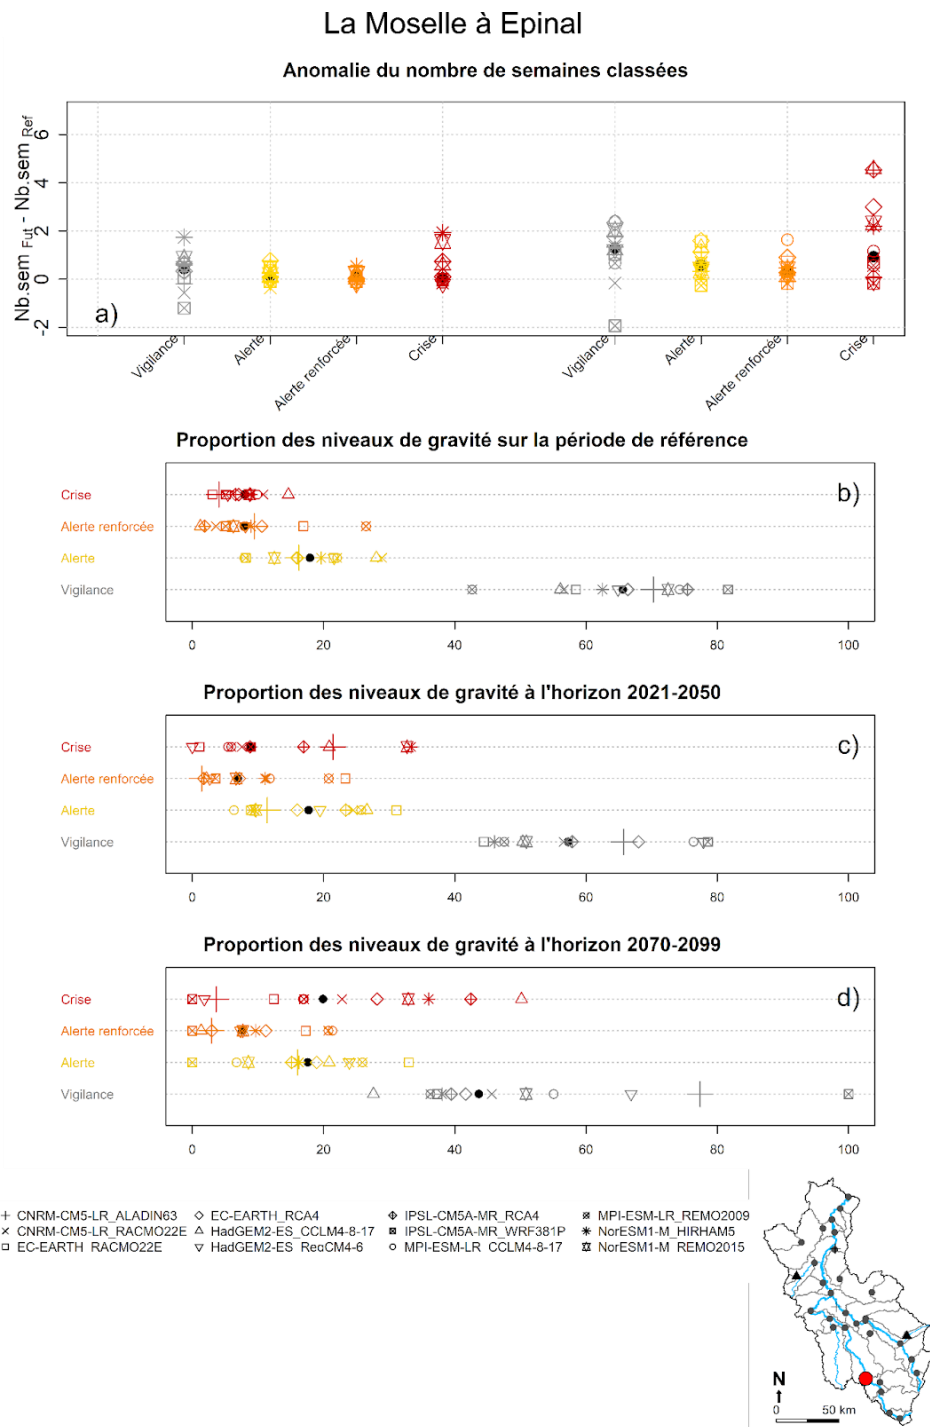 La Moselle à Epinal
Anomalie du nombre de semaines classées
Nb.sem Fut - Nb.sem Ref
6
4
2
0
-2
a)
Vigilance
Alerte
Alerte renforcée
Crise
Vigilance
Alerte
Alerte renforcée
Crise
Proportion des niveaux de gravité sur la période de référence
b)
Crise
Alerte renforcée
Alerte
Vigilance
0 20 40 60 80 100
Proportion des niveaux de gravité à l'horizon 2021-2050
c)
Crise
Alerte renforcée
Alerte
Vigilance
0 20 40 60 80 100
Proportion des niveaux de gravité à l'horizon 2070-2099
d)
Crise
Alerte renforcée
Alerte
Vigilance
0 20 40 60 80 100
CNRM-CM5-LR_ALADIN63 EC-EARTH_RCA4 IPSL-CM5A-MR_RCA4 MPI-ESM-LR_REMO2009
CNRM-CM5-LR_RACMO22E HadGEM2-ES_CCLM4-8-17 IPSL-CM5A-MR_WRF381P NorESM1-M_HIRHAM5
EC-EARTH_RACMO22E HadGEM2-ES_RegCM4-6 MPI-ESM-LR_CCLM4-8-17 NorESM1-M_REMO2015
N
0 50 km